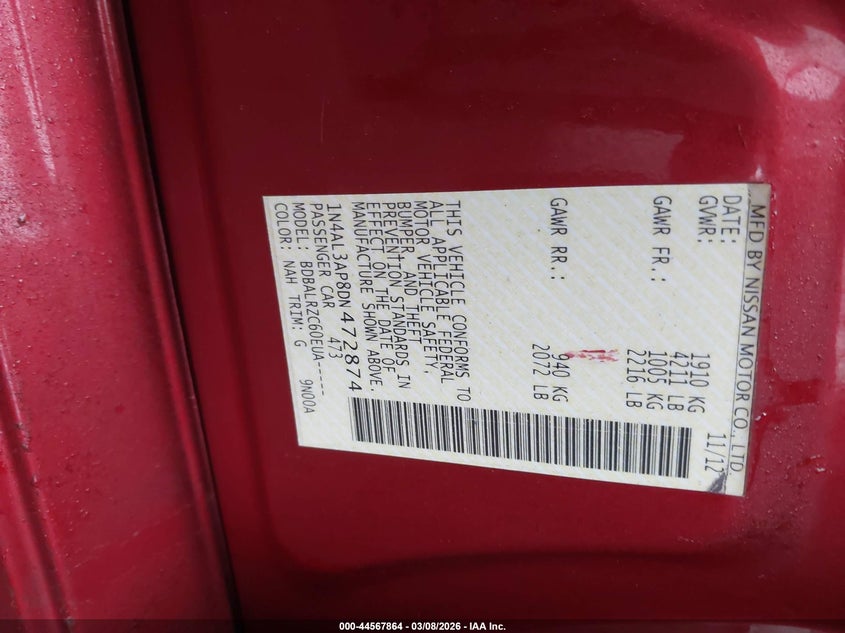 MFD BY NISSAN MOTOR CO., LTD.
DATE: 11/12
GVWR: 1910 KG
4211 LB
GAWR FR.: 1005 KG
2216 LB
GAWR RR.: 940 KG
2072 LB
THIS VEHICLE CONFORMS TO
ALL APPLICABLE FEDERAL
MOTOR VEHICLE SAFETY,
BUMPER, AND THEFT
PREVENTION STANDARDS IN
EFFECT ON THE DATE OF
MANUFACTURE SHOWN ABOVE.
1N4AL3AP8DN472874
PASSENGER CAR 473
MODEL: BDBALRZC60EUA-----
COLOR: NAH TRIM: G 9N00A
000-44567864 / 03/08/2026 - IAA Inc.